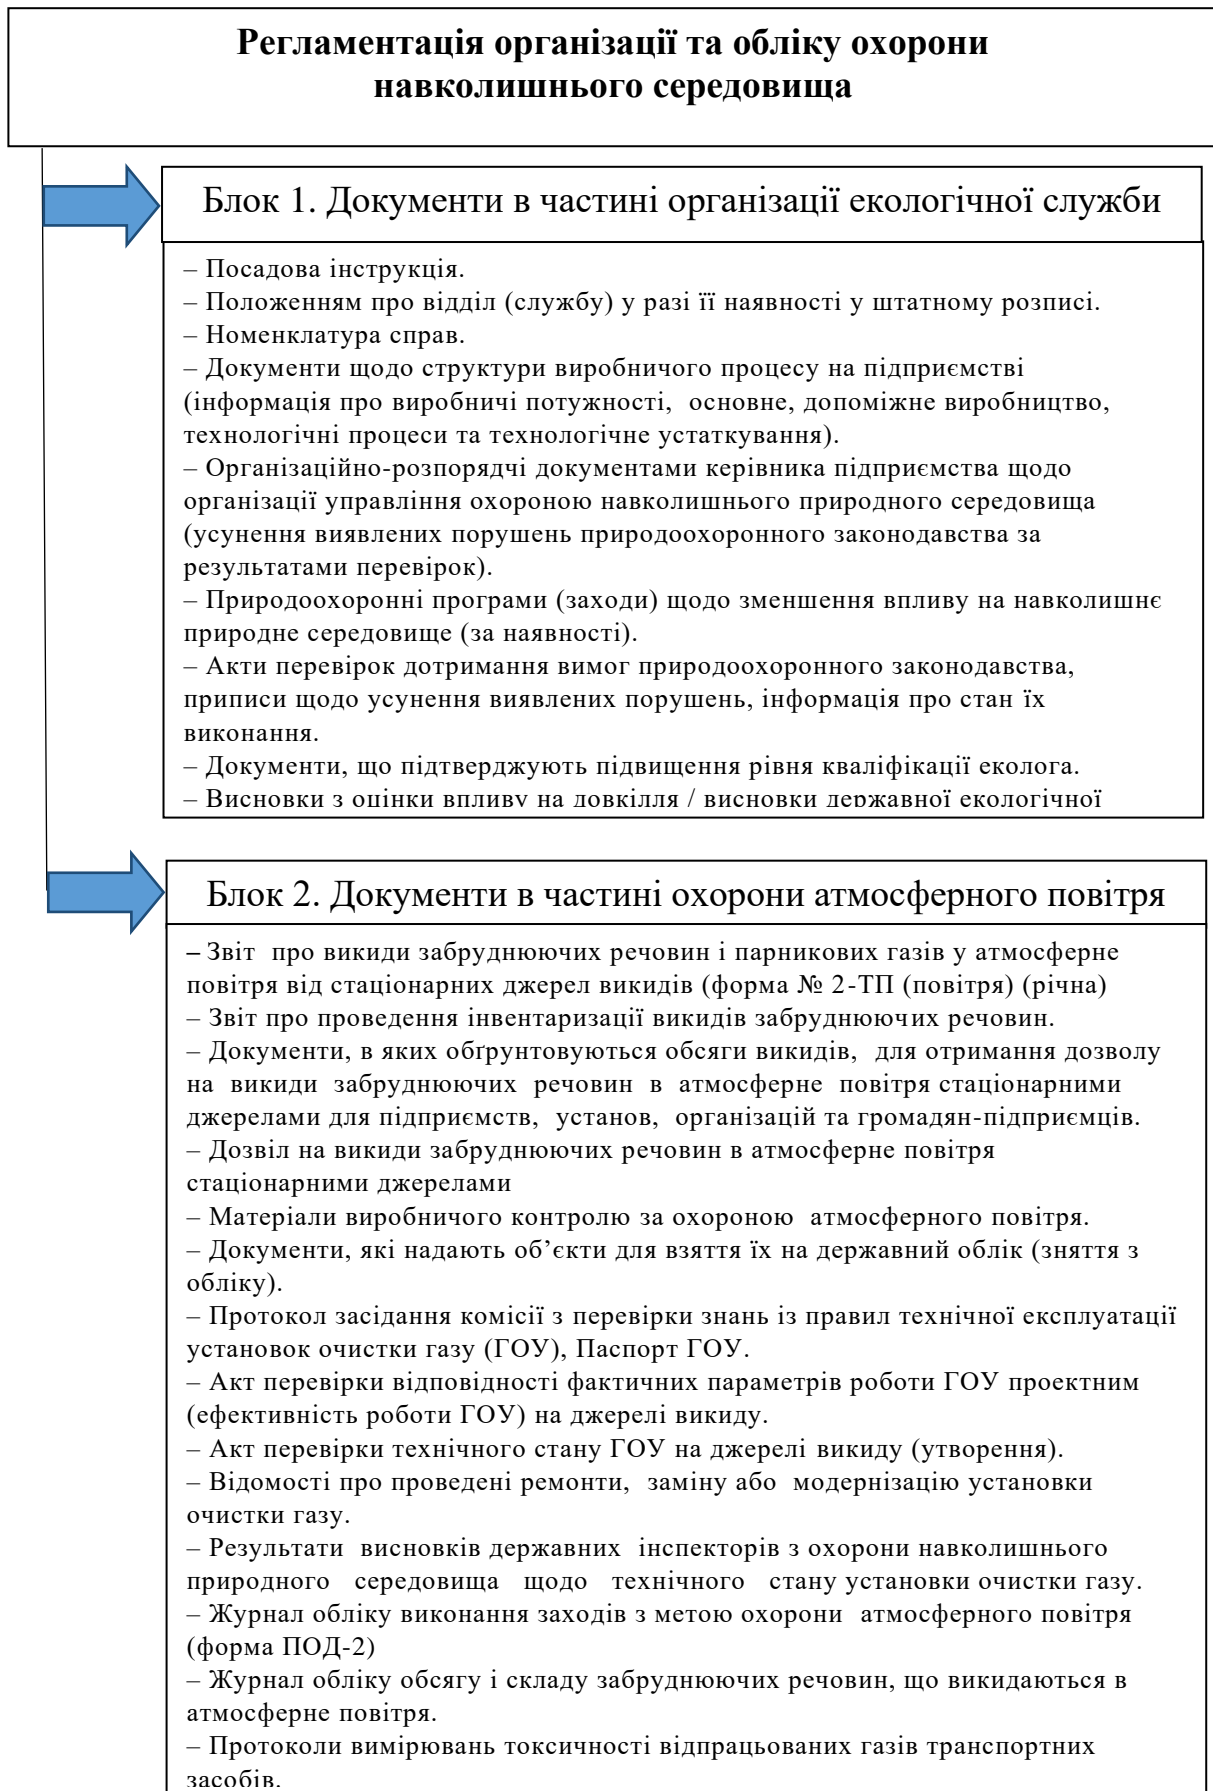 Регламентація організації та обліку охорони
навколишнього середовища
Блок 1. Документи в частині організації екологічної служби
– Посадова інструкція.
– Положенням про відділ (службу) у разі її наявності у штатному розписі.
– Номенклатура справ.
– Документи щодо структури виробничого процесу на підприємстві
(інформація про виробничі потужності, основне, допоміжне виробництво,
технологічні процеси та технологічне устаткування).
– Організаційно-розпорядчі документами керівника підприємства щодо
організації управління охороною навколишнього природного середовища
(усунення виявлених порушень природоохоронного законодавства за
результатами перевірок).
– Природоохоронні програми (заходи) щодо зменшення впливу на навколишнє
природне середовище (за наявності).
– Акти перевірок дотримання вимог природоохоронного законодавства,
приписи щодо усунення виявлених порушень, інформація про стан їх
виконання.
– Документи, що підтверджують підвищення рівня кваліфікації еколога.
– Висновки з оцінки впливу на довкілля / висновки державної екологічної
Блок 2. Документи в частині охорони атмосферного повітря
– Звіт про викиди забруднюючих речовин і парникових газів у атмосферне
повітря від стаціонарних джерел викидів (форма № 2-ТП (повітря) (річна)
– Звіт про проведення інвентаризації викидів забруднюючих речовин.
– Документи, в яких обґрунтовуються обсяги викидів, для отримання дозволу
на викиди забруднюючих речовин в атмосферне повітря стаціонарними
джерелами для підприємств, установ, організацій та громадян-підприємців.
– Дозвіл на викиди забруднюючих речовин в атмосферне повітря
стаціонарними джерелами
– Матеріали виробничого контролю за охороною атмосферного повітря.
– Документи, які надають об’єкти для взяття їх на державний облік (зняття з
обліку).
– Протокол засідання комісії з перевірки знань із правил технічної експлуатації
установок очистки газу (ГОУ), Паспорт ГОУ.
– Акт перевірки відповідності фактичних параметрів роботи ГОУ проектним
(ефективність роботи ГОУ) на джерелі викиду.
– Акт перевірки технічного стану ГОУ на джерелі викиду (утворення).
– Відомості про проведені ремонти, заміну або модернізацію установки
очистки газу.
– Результати висновків державних інспекторів з охорони навколишнього
природного середовища щодо технічного стану установки очистки газу.
– Журнал обліку виконання заходів з метою охорони атмосферного повітря
(форма ПОД-2)
– Журнал обліку обсягу і складу забруднюючих речовин, що викидаються в
атмосферне повітря.
– Протоколи вимірювань токсичності відпрацьованих газів транспортних
засобів.